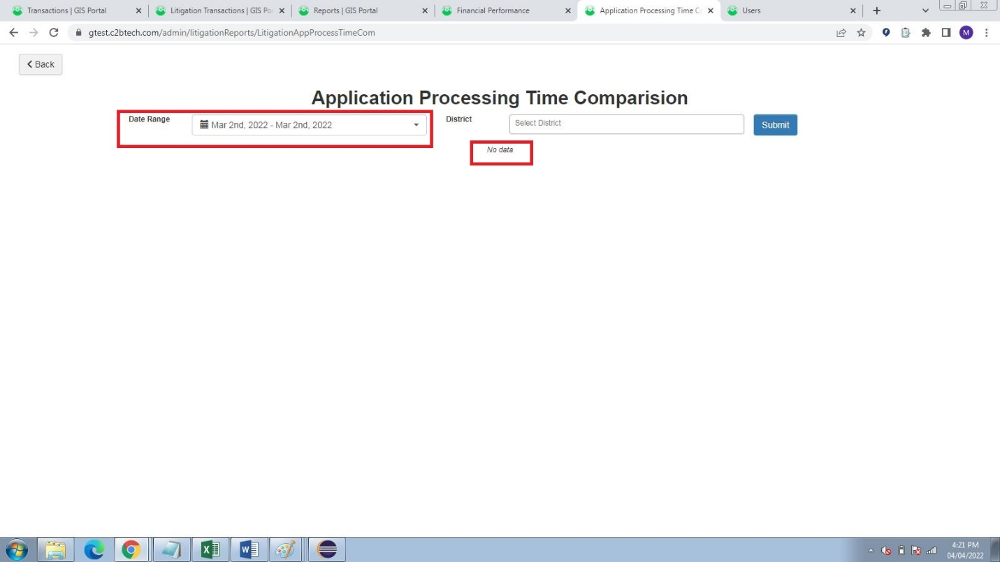 Transactions | GIS Portal
Litigation Transactions | GIS Po
Reports | GIS Portal
Financial Performance
Application Processing Time C
Users
gtest.c2btech.com/admin/litigationReports/LitigationAppProcessTimeCom
M
Back
Application Processing Time Comparision
Date Range
Mar 2nd, 2022 - Mar 2nd, 2022
District
Select District
Submit
No data
4:21 PM
04/04/2022